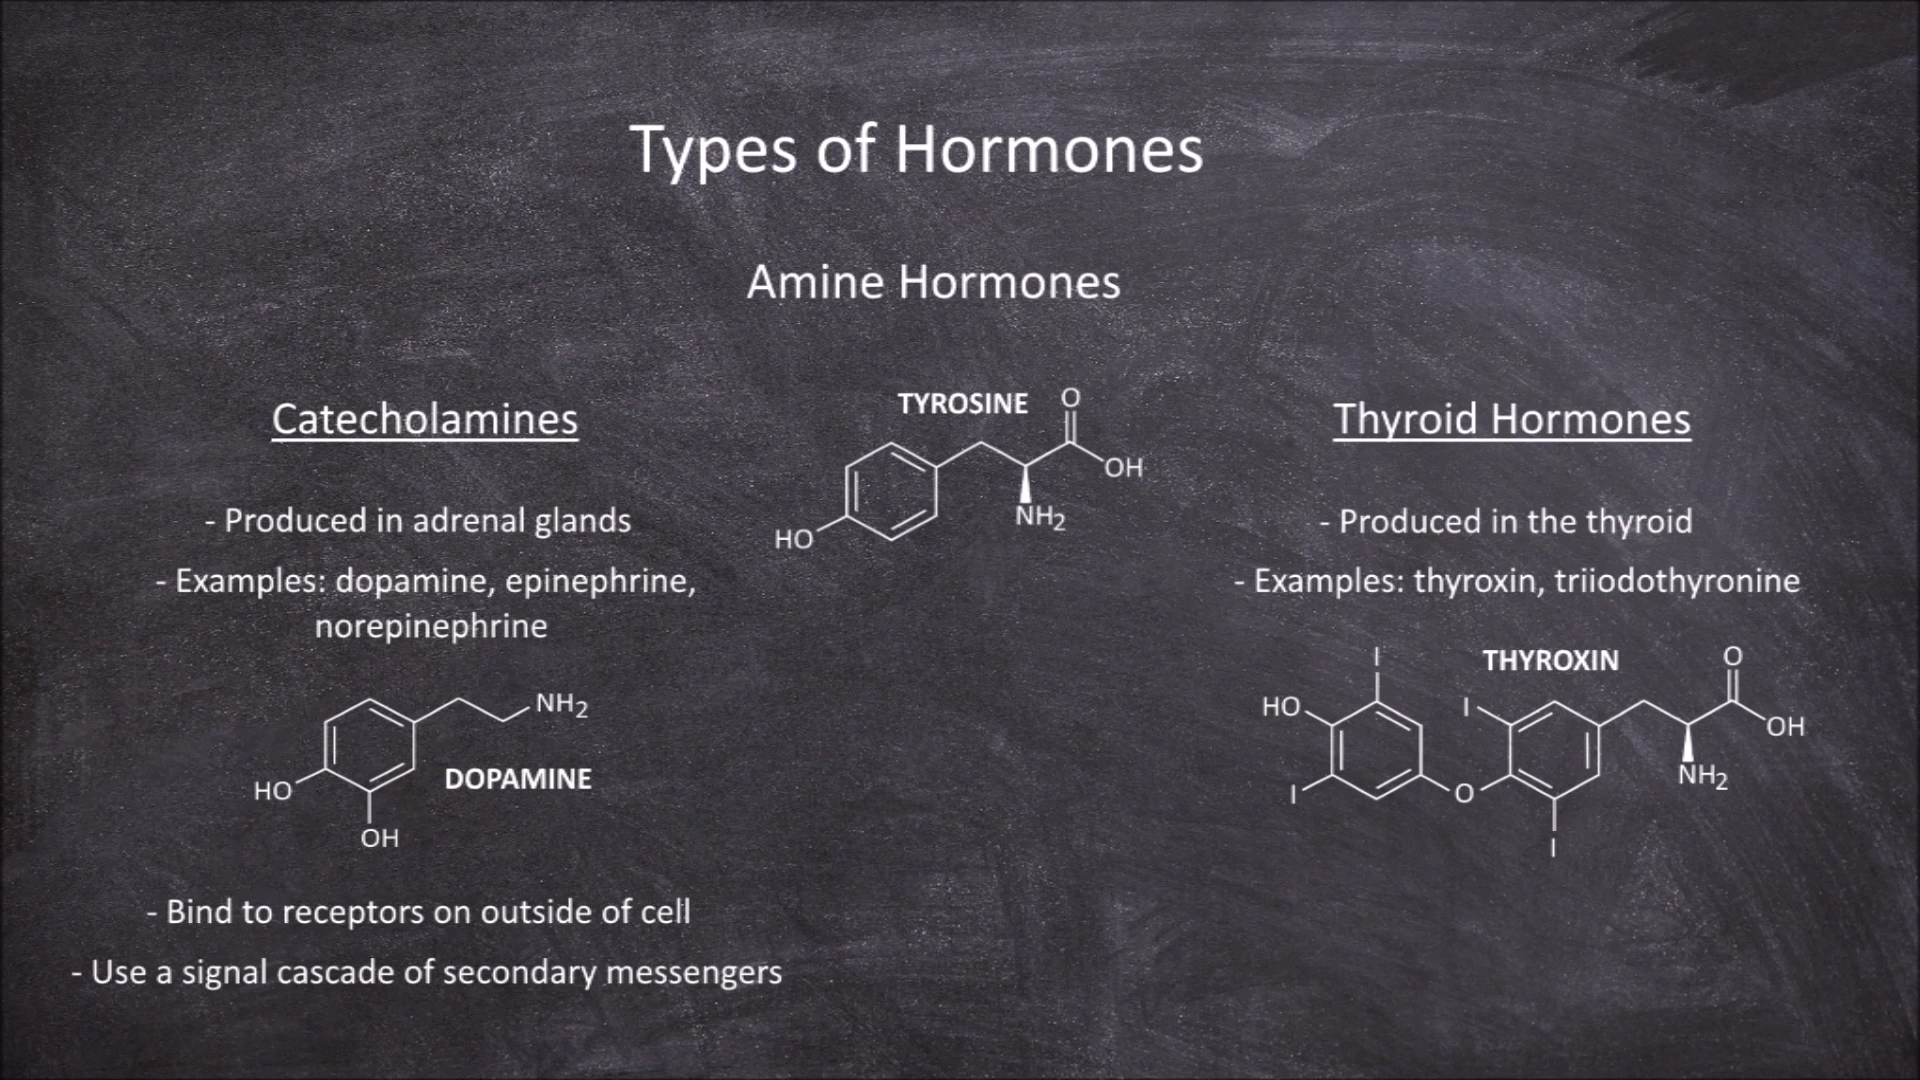 Types of Hormones
Amine Hormones
Catecholamines
- Produced in adrenal glands
- Examples: dopamine, epinephrine,
norepinephrine
NH2
HO
DOPAMINE
OH
- Bind to receptors on outside of cell
- Use a signal cascade of secondary messengers
TYROSINE
O
OH
NH2
HO
Thyroid Hormones
- Produced in the thyroid
- Examples: thyroxin, triiodothyronine
I
THYROXIN
O
HO
I
OH
NH2
I
O
I